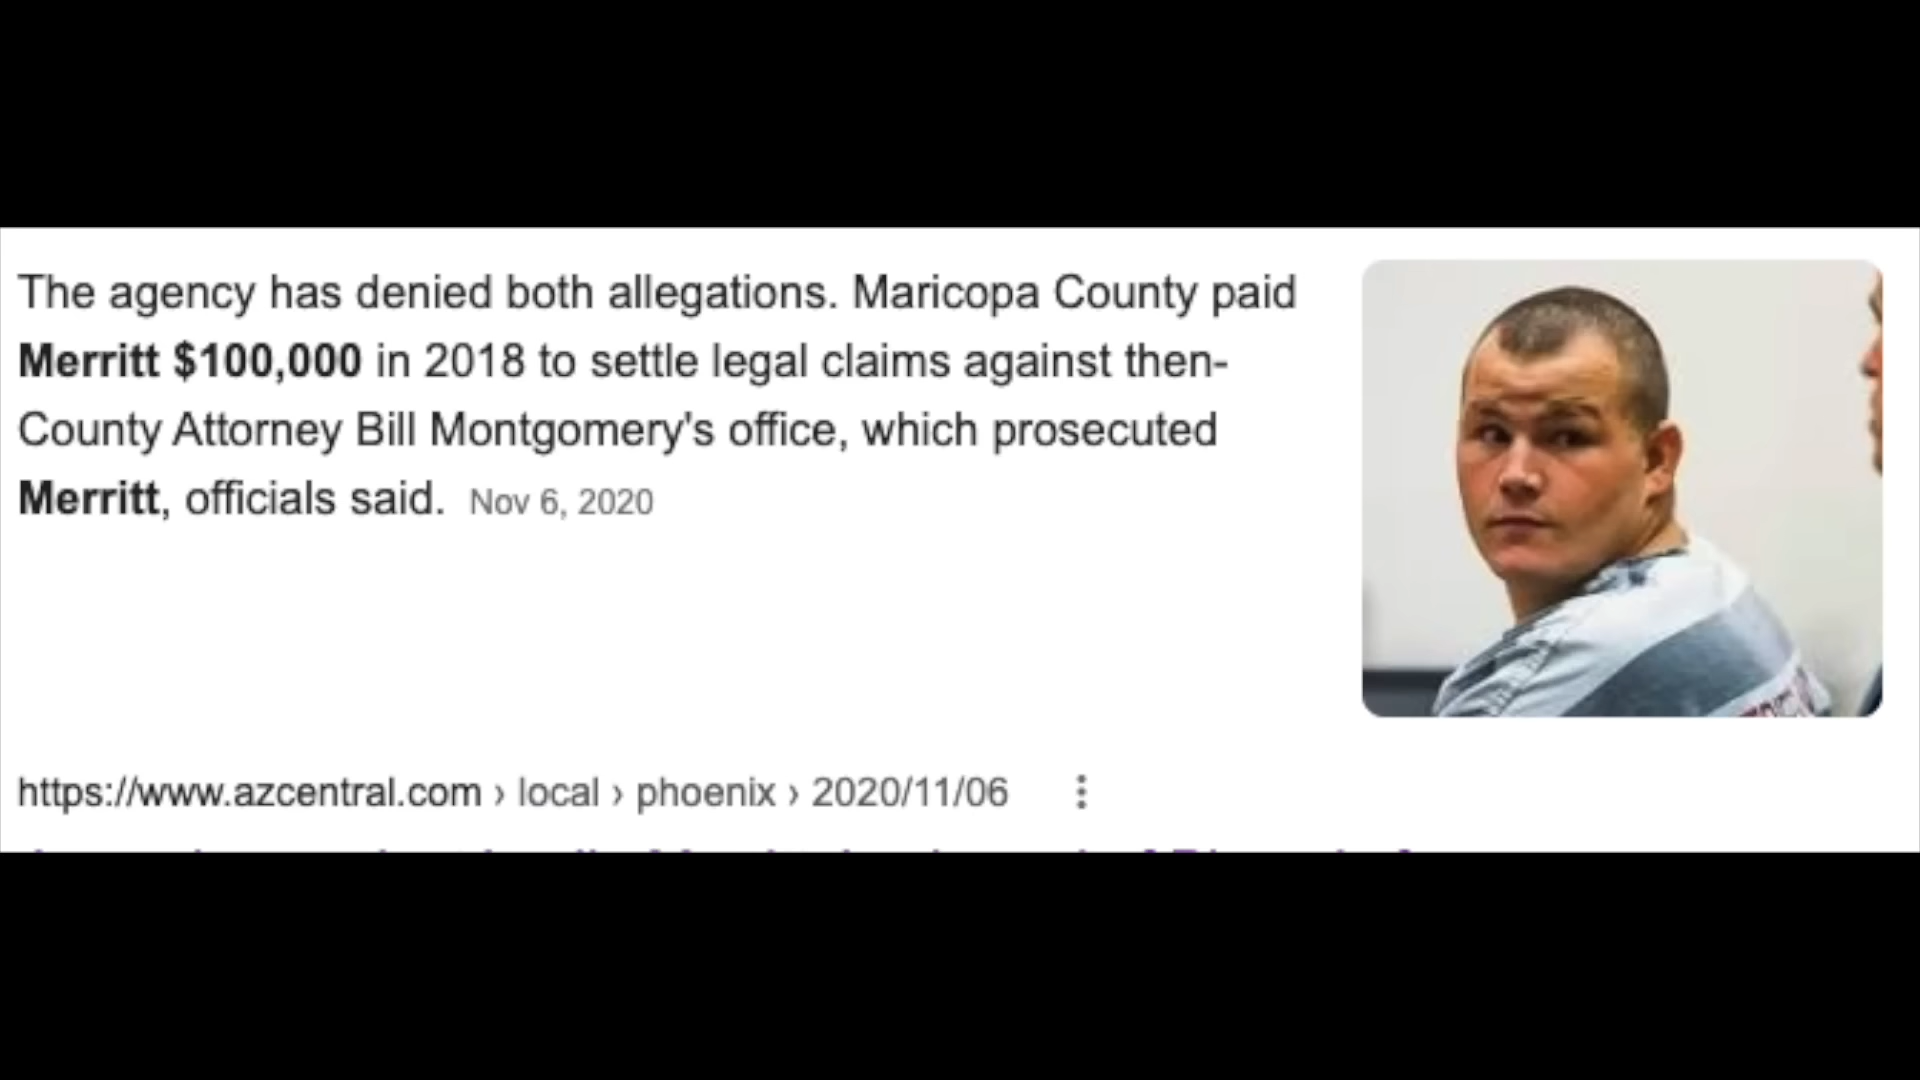 The agency has denied both allegations. Maricopa County paid
Merritt $100,000 in 2018 to settle legal claims against then-
County Attorney Bill Montgomery's office, which prosecuted
Merritt, officials said. Nov 6, 2020
https://www.azcentral.com › local › phoenix › 2020/11/06